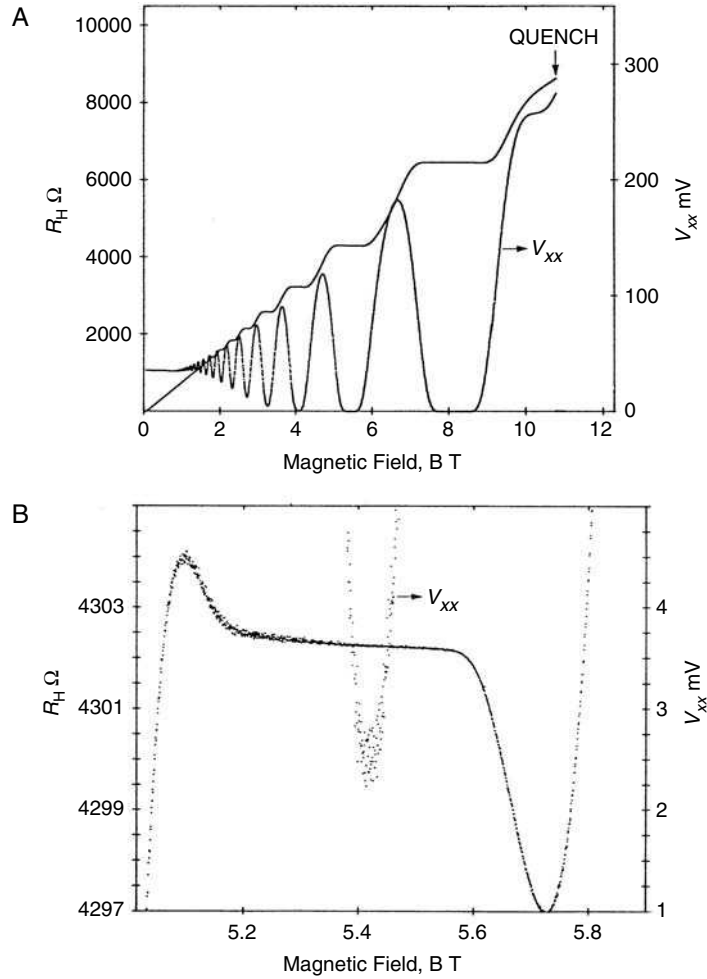 A
QUENCH
10000
8000
6000
4000
2000
R_H Ω
300
200
100
0
V_xx mV
V_xx
0
2
4
6
8
10
12
Magnetic Field, B T
B
4303
4301
4299
4297
R_H Ω
V_xx
4
3
2
1
V_xx mV
5.2
5.4
5.6
5.8
Magnetic Field, B T